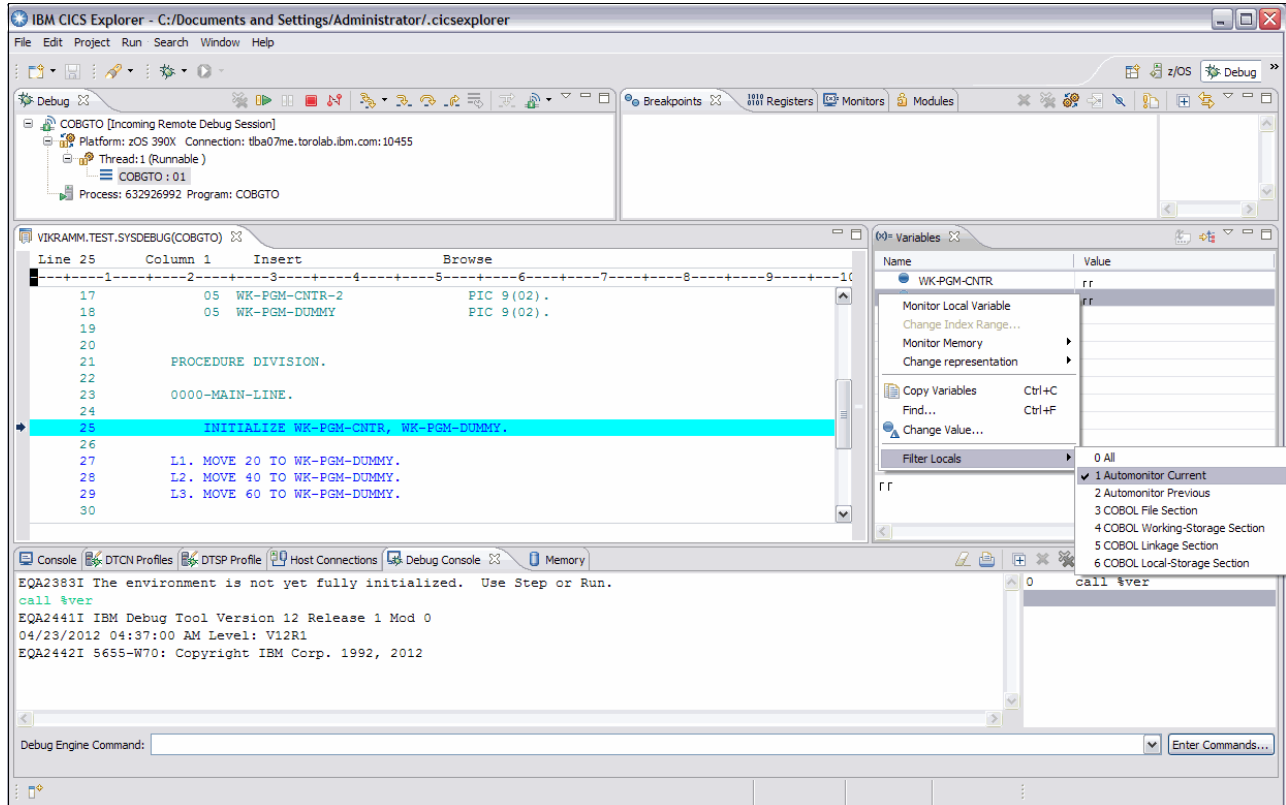 IBM CICS Explorer - C:/Documents and Settings/Administrator/.cicsexplorer
File Edit Project Run Search Window Help
z/OS Debug »
Debug
COBGTO [Incoming Remote Debug Session]
Platform: zOS 390X Connection: tlba07me.torolab.ibm.com:10455
Thread:1 (Runnable )
COBGTO : 01
Process: 632926992 Program: COBGTO
Breakpoints Registers Monitors Modules
VIKRAMM.TEST.SYSDEBUG(COBGTO)
Line 25 Column 1 Insert Browse
----+----1----+----2----+----3----+----4----+----5----+----6----+----7----+----8----+----9----+---10
17 05 WK-PGM-CNTR-2 PIC 9(02).
18 05 WK-PGM-DUMMY PIC 9(02).
19
20
21 PROCEDURE DIVISION.
22
23 0000-MAIN-LINE.
24
25 INITIALIZE WK-PGM-CNTR, WK-PGM-DUMMY.
26
27 L1. MOVE 20 TO WK-PGM-DUMMY.
28 L2. MOVE 40 TO WK-PGM-DUMMY.
29 L3. MOVE 60 TO WK-PGM-DUMMY.
30
(x)= Variables
Name Value
WK-PGM-CNTR ┌┌
┌┌
Monitor Local Variable
Change Index Range...
Monitor Memory
Change representation
Copy Variables Ctrl+C
Find... Ctrl+F
Change Value...
Filter Locals
┌┌
0 All
✓ 1 Automonitor Current
2 Automonitor Previous
3 COBOL File Section
4 COBOL Working-Storage Section
5 COBOL Linkage Section
6 COBOL Local-Storage Section
Console DTCN Profiles DTSP Profile Host Connections Debug Console Memory
EQA2383I The environment is not yet fully initialized. Use Step or Run.
call %ver
EQA2441I IBM Debug Tool Version 12 Release 1 Mod 0
04/23/2012 04:37:00 AM Level: V12R1
EQA2442I 5655-W70: Copyright IBM Corp. 1992, 2012
0 call %ver
Debug Engine Command:
Enter Commands...